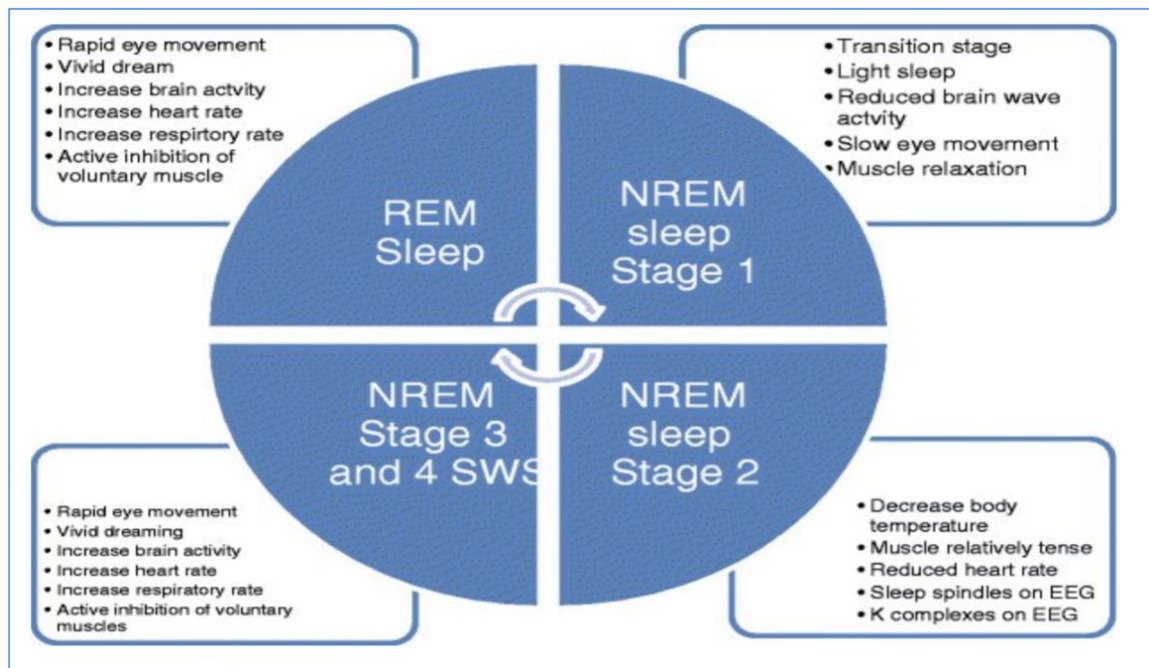 • Rapid eye movement
• Vivid dream
• Increase brain actvity
• Increase heart rate
• Increase respirtory rate
• Active inhibition of
voluntary muscle
• Transition stage
• Light sleep
• Reduced brain wave
actvity
• Slow eye movement
• Muscle relaxation
REM
Sleep
NREM
sleep
Stage 1
NREM
Stage 3
and 4 SWS
NREM
sleep
Stage 2
• Rapid eye movement
• Vivid dreaming
• Increase brain activity
• Increase heart rate
• Increase respiratory rate
• Active inhibition of voluntary
muscles
• Decrease body
temperature
• Muscle relatively tense
• Reduced heart rate
• Sleep spindles on EEG
• K complexes on EEG